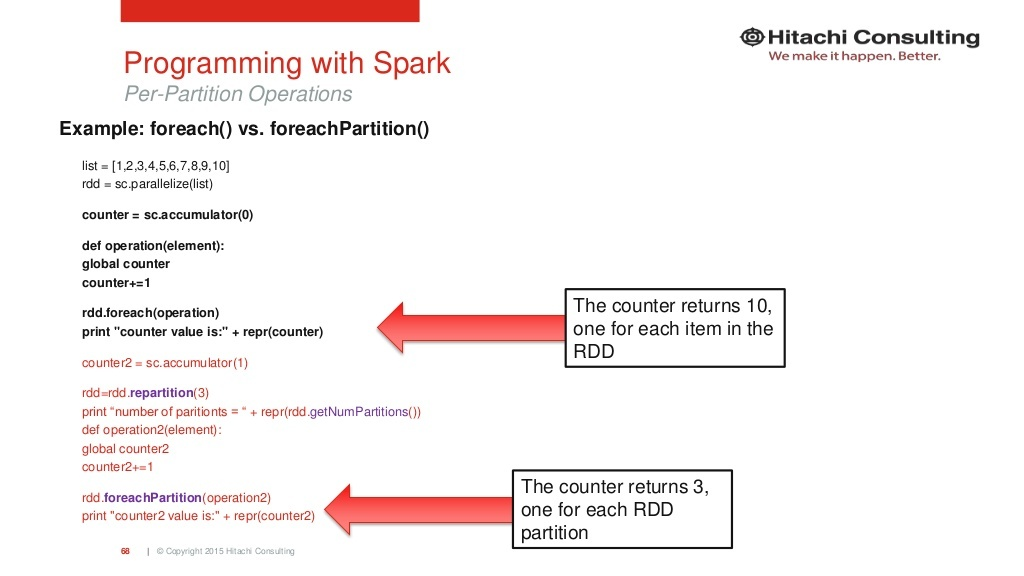 Hitachi Consulting
We make it happen. Better.
Programming with Spark
Per-Partition Operations
Example: foreach() vs. foreachPartition()
list = [1,2,3,4,5,6,7,8,9,10]
rdd = sc.parallelize(list)
counter = sc.accumulator(0)
def operation(element):
global counter
counter+=1
rdd.foreach(operation)
print "counter value is:" + repr(counter)
The counter returns 10,
one for each item in the
RDD
counter2 = sc.accumulator(1)
rdd=rdd.repartition(3)
print “number of paritionts = “ + repr(rdd.getNumPartitions())
def operation2(element):
global counter2
counter2+=1
rdd.foreachPartition(operation2)
print "counter2 value is:" + repr(counter2)
The counter returns 3,
one for each RDD
partition
68 | © Copyright 2015 Hitachi Consulting